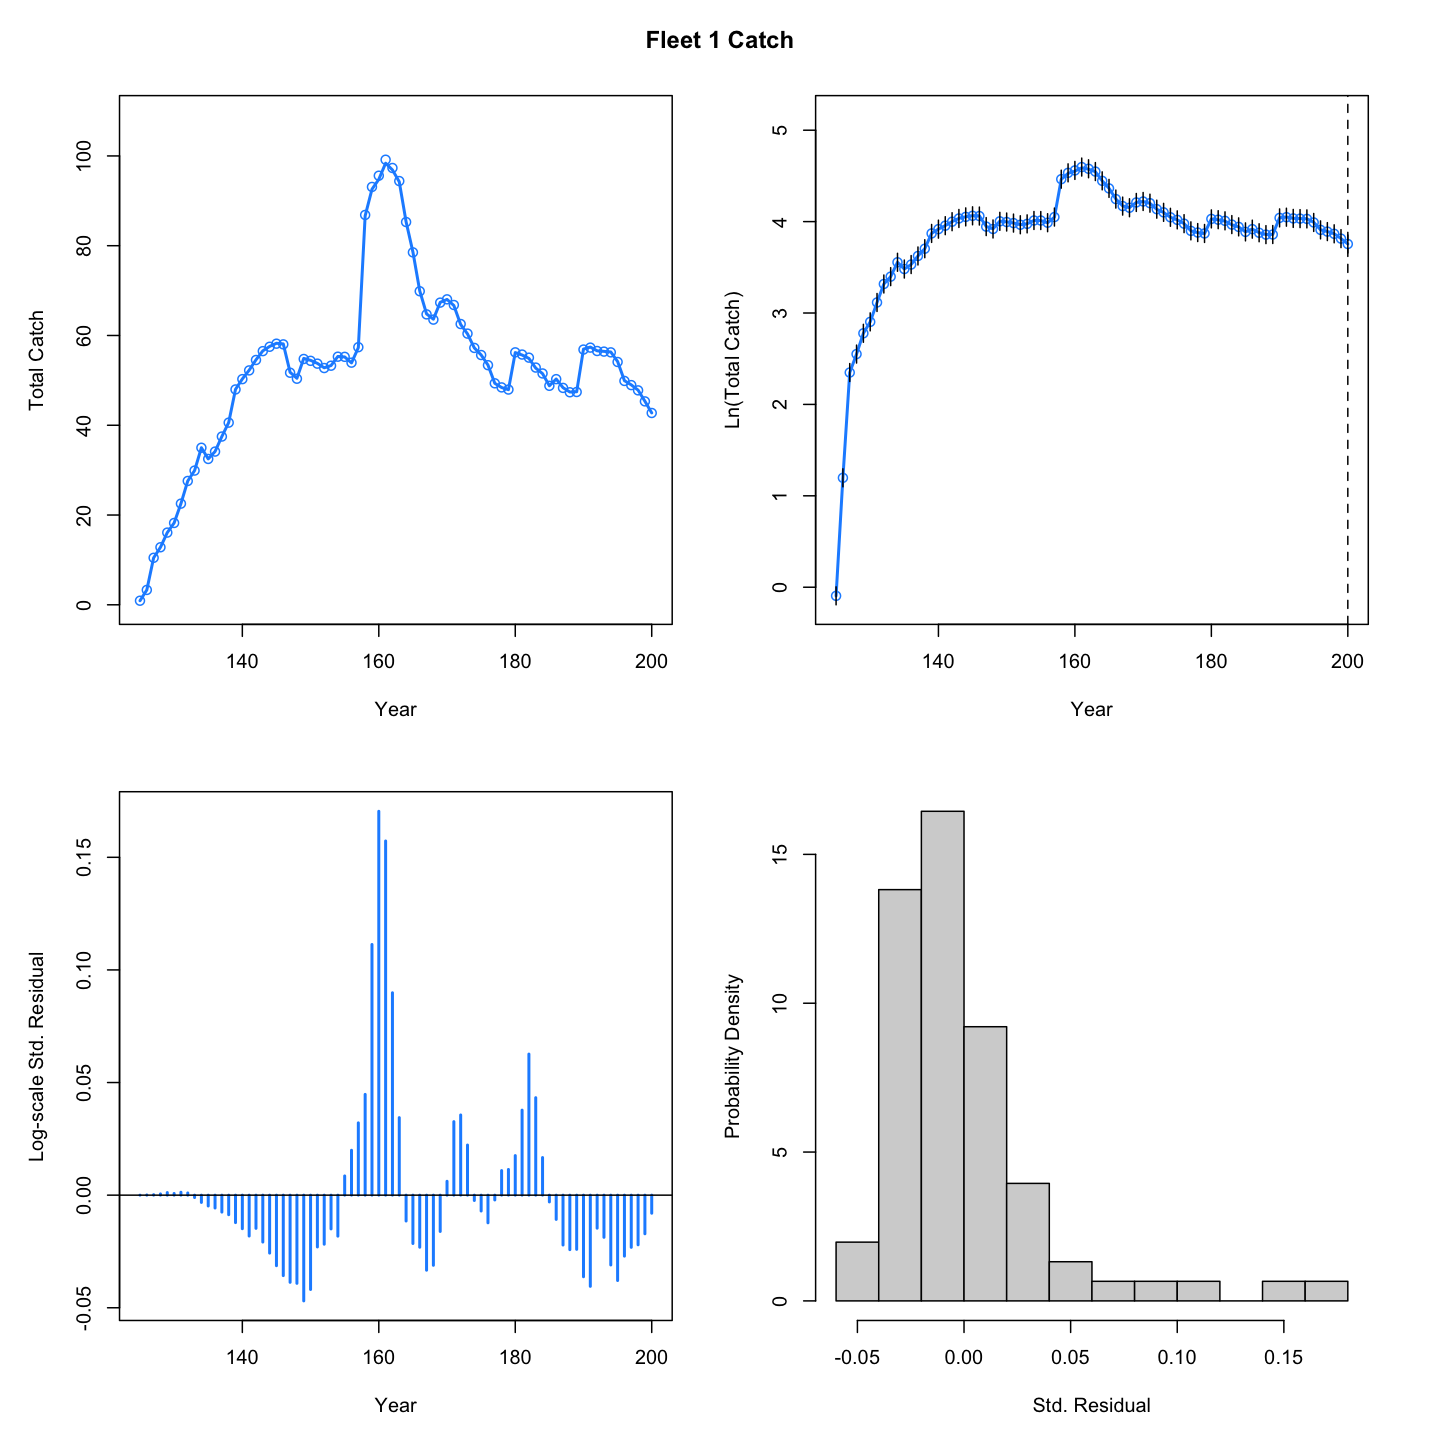 Fleet 1 Catch
Total Catch
0 20 40 60 80 100
140 160 180 200
Year
Ln(Total Catch)
0 1 2 3 4 5
140 160 180 200
Year
Log-scale Std. Residual
-0.05 0.00 0.05 0.10 0.15
140 160 180 200
Year
Probability Density
0 5 10 15
-0.05 0.00 0.05 0.10 0.15
Std. Residual